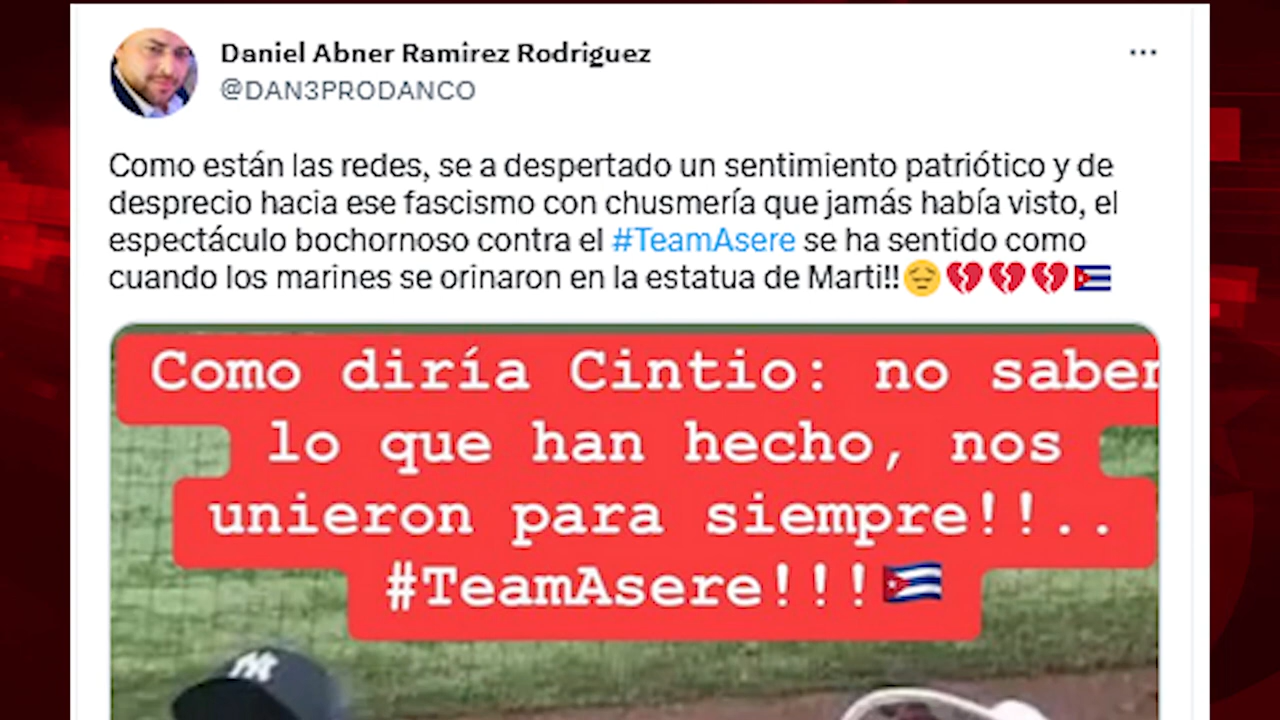 Daniel Abner Ramirez Rodriguez
@DAN3PRODANCO
Como están las redes, se a despertado un sentimiento patriótico y de
desprecio hacia ese fascismo con chusmería que jamás había visto, el
espectáculo bochornoso contra el #TeamAsere se ha sentido como
cuando los marines se orinaron en la estatua de Marti!!😔💔💔💔🇨🇺
Como diría Cintio: no saben
lo que han hecho, nos
unieron para siempre!!..
#TeamAsere!!!🇨🇺
NY